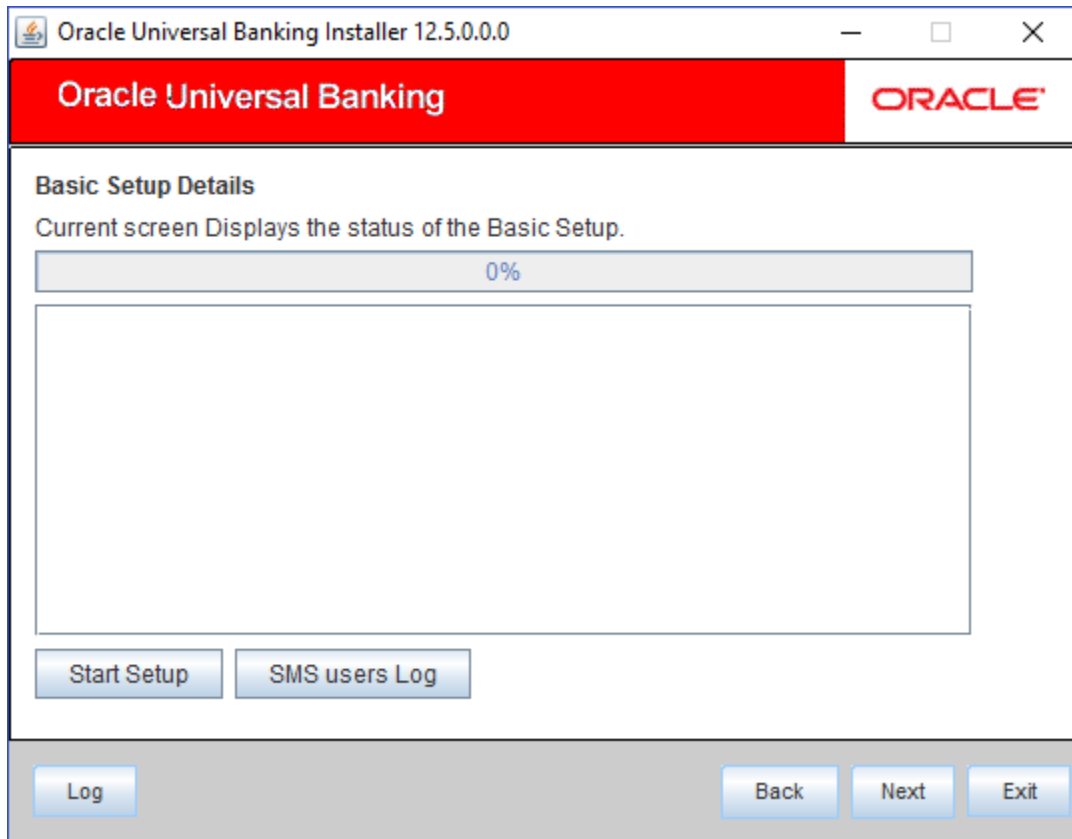 Oracle Universal Banking Installer 12.5.0.0.0
Oracle Universal Banking
ORACLE
Basic Setup Details
Current screen Displays the status of the Basic Setup.
0%
Start Setup
SMS users Log
Log
Back
Next
Exit